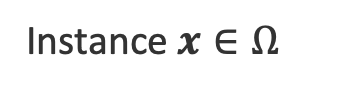 Instance 𝒙 ∈ Ω